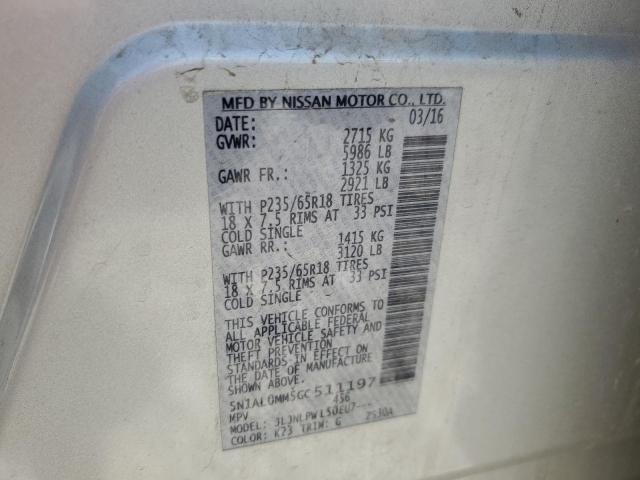 MFD BY NISSAN MOTOR CO., LTD.
DATE: 03/16
GVWR: 2715 KG
5986 LB
GAWR FR.: 1325 KG
2921 LB
WITH P235/65R18 TIRES
18 X 7.5 RIMS AT 33 PSI
COLD SINGLE
GAWR RR.: 1415 KG
3120 LB
WITH P235/65R18 TIRES
18 X 7.5 RIMS AT 33 PSI
COLD SINGLE
THIS VEHICLE CONFORMS TO
ALL APPLICABLE FEDERAL
MOTOR VEHICLE SAFETY AND
THEFT PREVENTION
STANDARDS IN EFFECT ON
THE DATE OF MANUFACTURE
SHOWN ABOVE
5N1AL0MM5GC511197
MPV 456
MODEL:
COLOR: K23 TRIM: G 2530A